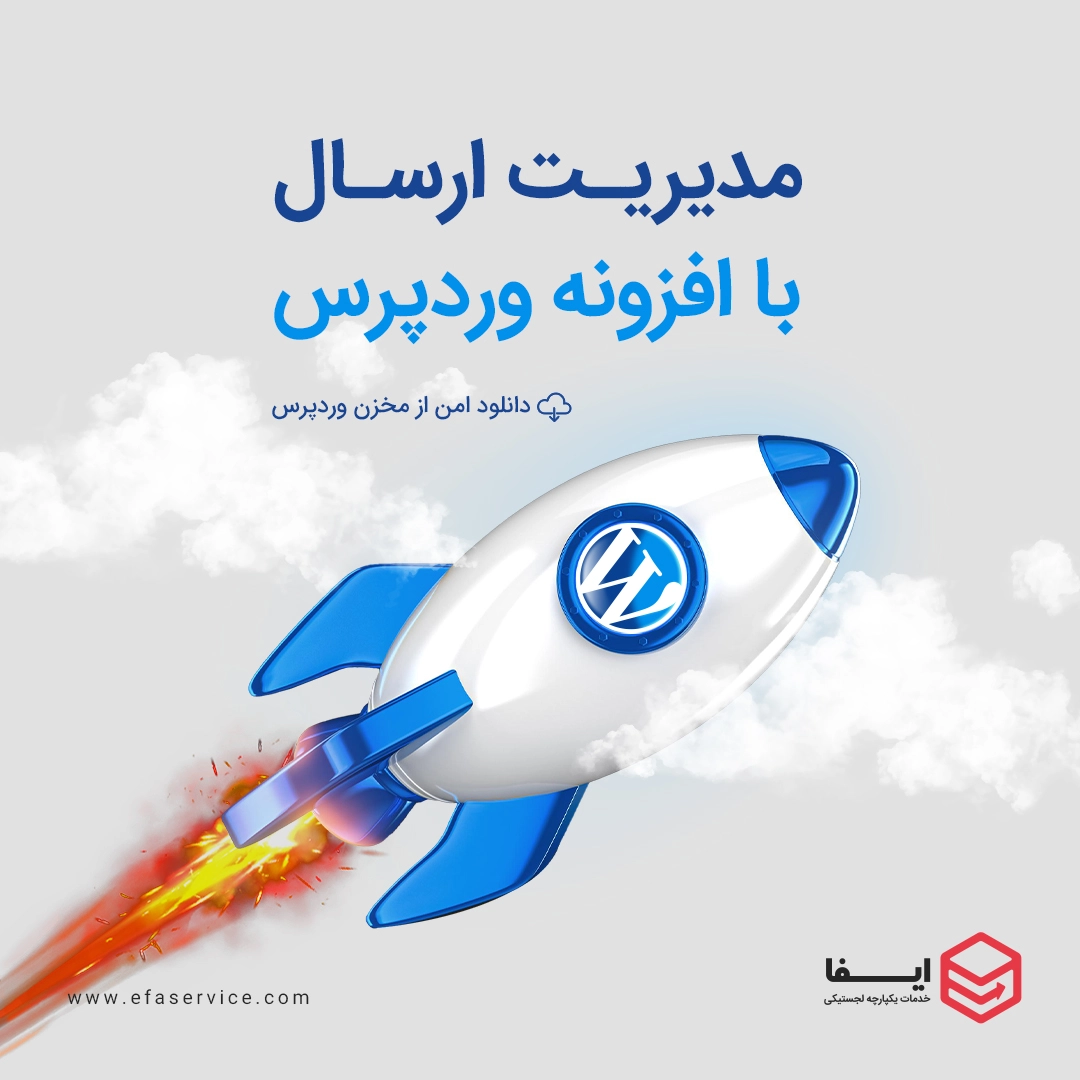 مدیریت ارسال
با افزونه وردپرس
دانلود امن از مخزن وردپرس
ایفا
خدمات یکپارچه لجستیکی
www.efaservice.com